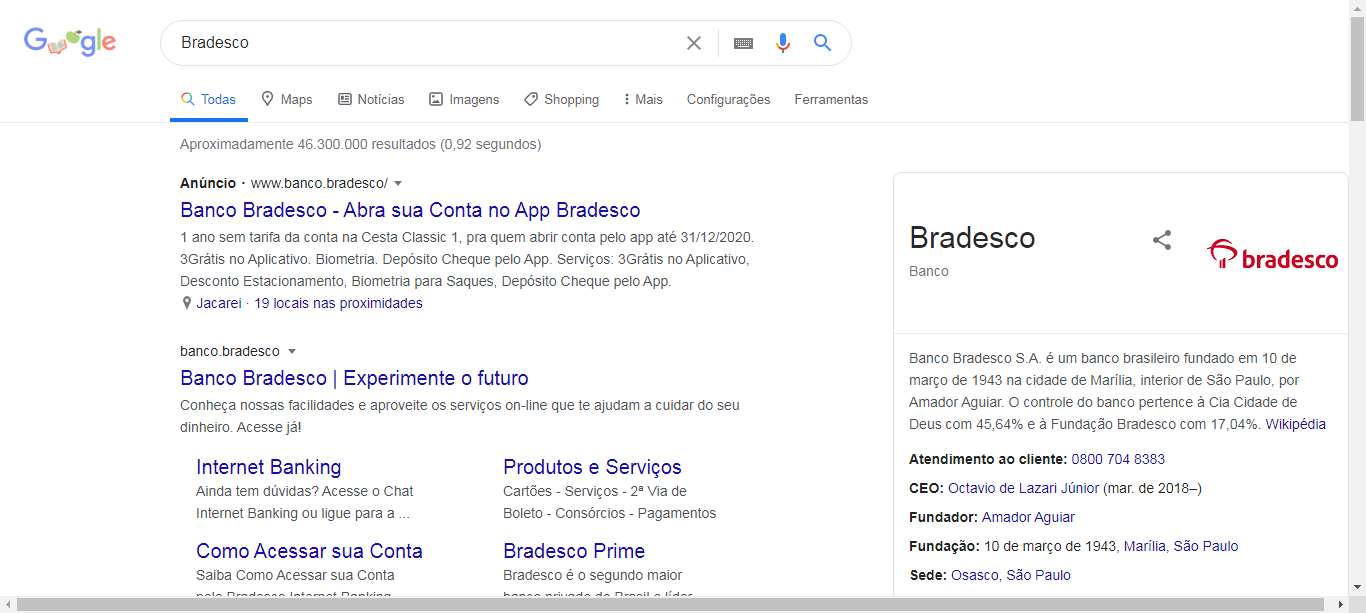 Google
Bradesco
Todas
Maps
Notícias
Imagens
Shopping
Mais
Configurações
Ferramentas
Aproximadamente 46.300.000 resultados (0,92 segundos)
Anúncio · www.banco.bradesco/
Banco Bradesco - Abra sua Conta no App Bradesco
1 ano sem tarifa da conta na Cesta Classic 1, pra quem abrir conta pelo app até 31/12/2020.
3Grátis no Aplicativo. Biometria. Depósito Cheque pelo App. Serviços: 3Grátis no Aplicativo,
Desconto Estacionamento, Biometria para Saques, Depósito Cheque pelo App.
Jacarei · 19 locais nas proximidades
banco.bradesco
Banco Bradesco | Experimente o futuro
Conheça nossas facilidades e aproveite os serviços on-line que te ajudam a cuidar do seu
dinheiro. Acesse já!
Internet Banking
Ainda tem dúvidas? Acesse o Chat
Internet Banking ou ligue para a ...
Produtos e Serviços
Cartões - Serviços - 2ª Via de
Boleto - Consórcios - Pagamentos
Como Acessar sua Conta
Saiba Como Acessar sua Conta
pelo Bradesco Internet Banking
Bradesco Prime
Bradesco é o segundo maior
banco privado do Brasil e líder
Bradesco
Banco
bradesco
Banco Bradesco S.A. é um banco brasileiro fundado em 10 de
março de 1943 na cidade de Marília, interior de São Paulo, por
Amador Aguiar. O controle do banco pertence à Cia Cidade de
Deus com 45,64% e à Fundação Bradesco com 17,04%. Wikipédia
Atendimento ao cliente: 0800 704 8383
CEO: Octavio de Lazari Júnior (mar. de 2018–)
Fundador: Amador Aguiar
Fundação: 10 de março de 1943, Marília, São Paulo
Sede: Osasco, São Paulo